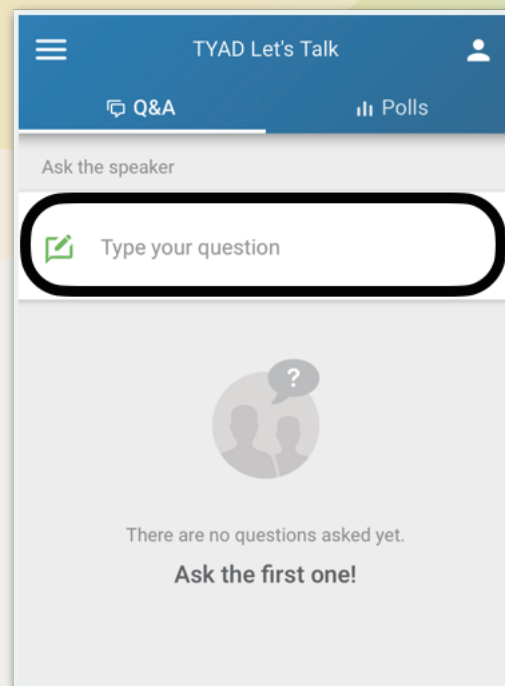 TYAD Let's Talk
Q&A
Polls
Ask the speaker
Type your question
?
There are no questions asked yet.
Ask the first one!